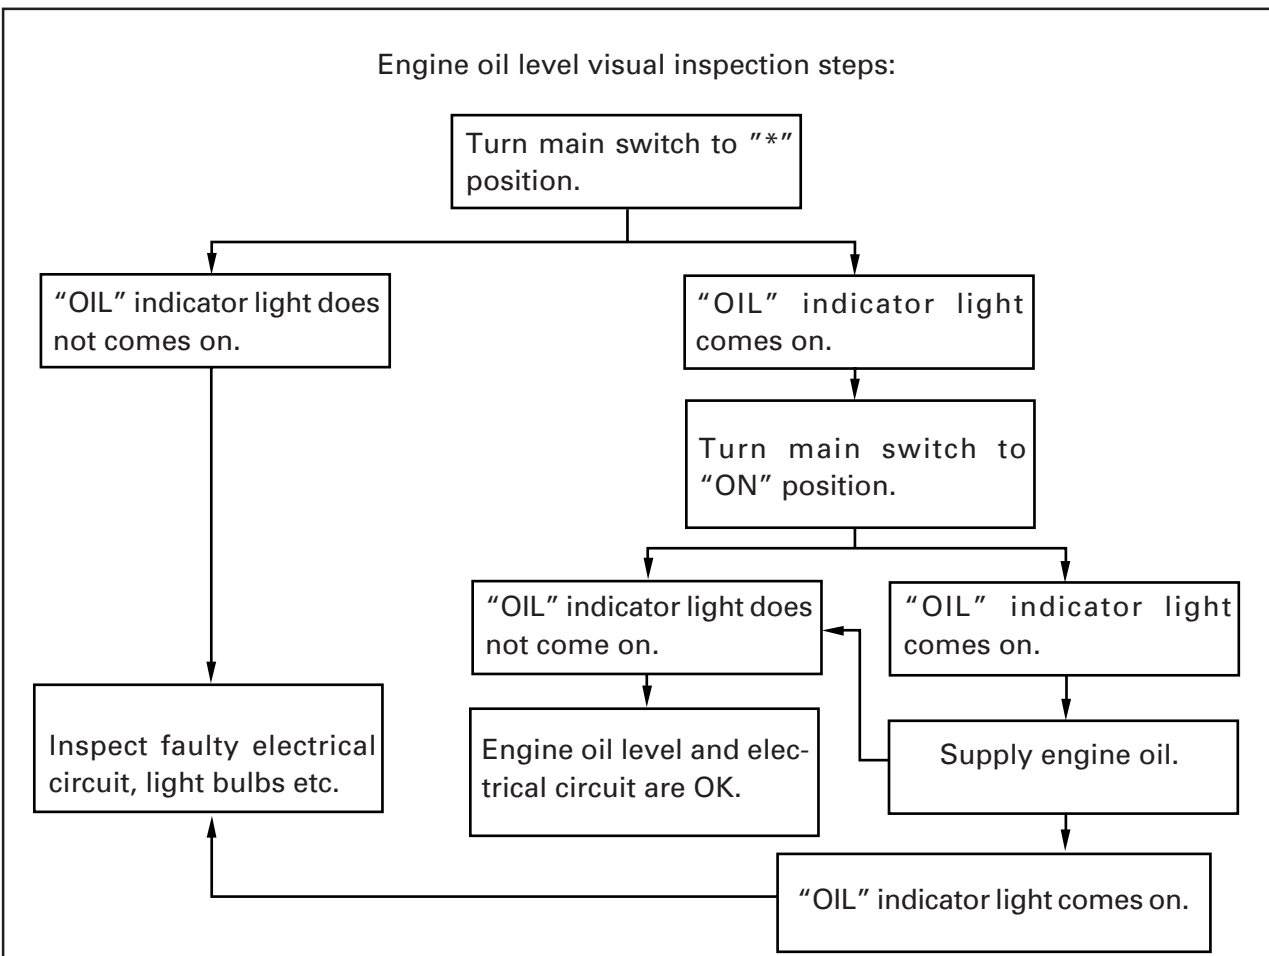 Engine oil level visual inspection steps:
Turn main switch to ”*”
position.
“OIL” indicator light does
not comes on.
“OIL” indicator light
comes on.
Turn main switch to
“ON” position.
“OIL” indicator light does
not come on.
“OIL” indicator light
comes on.
Inspect faulty electrical
circuit, light bulbs etc.
Engine oil level and elec-
trical circuit are OK.
Supply engine oil.
“OIL” indicator light comes on.